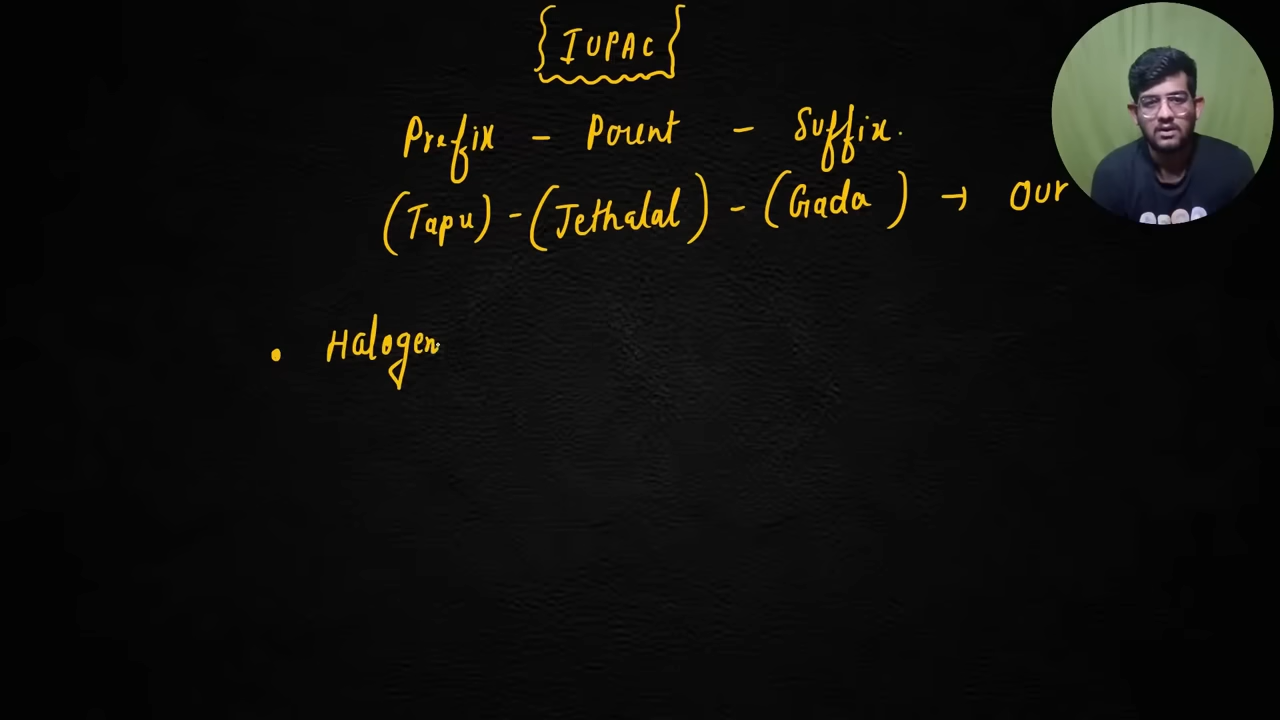 {IUPAC}
Prefix - Parent - Suffix.
(Tapu) - (Jethalal) - (Gada) → our
• Halogen